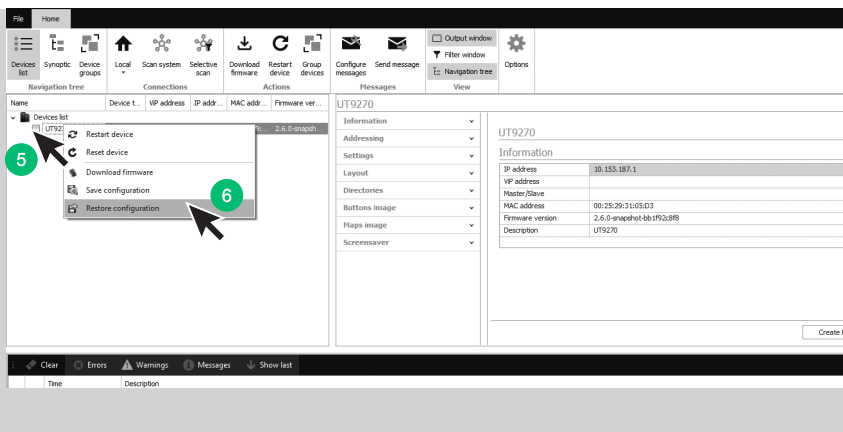 File Home
Devices list
Synoptic
Device groups
Local
Scan system
Selective scan
Download firmware
Restart device
Group devices
Configure messages
Send message
Output window
Filter window
Navigation tree
Options
Navigation tree
Connections
Actions
Messages
View
Name Device t... ViP address IP addr... MAC addr... Firmware ver...
Devices list
2.6.0-snapsh...
5
Restart device
Reset device
Download firmware
Save configuration
Restore configuration
6
UT9270
Information
Addressing
Settings
Layout
Directories
Buttons image
Maps image
Screensaver
UT9270
Information
IP address 10.153.187.1
ViP address
Master/Slave
MAC address 00:25:29:31:05:D3
Firmware version 2.6.0-snapshot-bb1f92c8f8
Description UT9270
Create
Clear Errors Warnings Messages Show last
Time Description